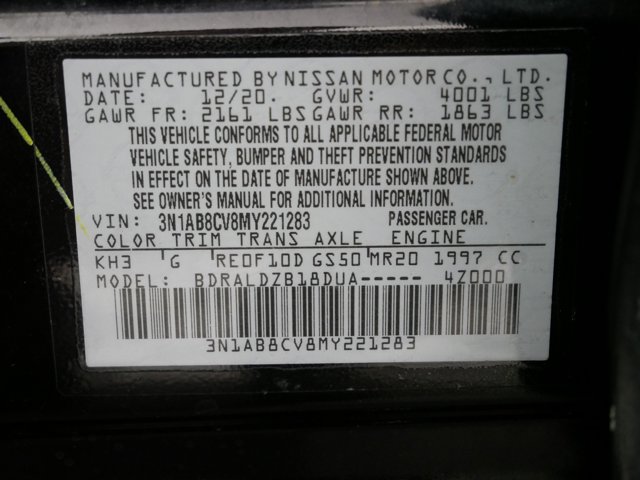 MANUFACTURED BY NISSAN MOTOR CO., LTD.
DATE: 12/20. GVWR: 4001 LBS
GAWR FR: 2161 LBS GAWR RR: 1863 LBS
THIS VEHICLE CONFORMS TO ALL APPLICABLE FEDERAL MOTOR
VEHICLE SAFETY, BUMPER AND THEFT PREVENTION STANDARDS
IN EFFECT ON THE DATE OF MANUFACTURE SHOWN ABOVE.
SEE OWNER'S MANUAL FOR ADDITIONAL INFORMATION.
VIN: 3N1AB8CV8MY221283 PASSENGER CAR.
COLOR TRIM TRANS AXLE ENGINE
KH3 G RE0F10D GS50 MR20 1997 CC
MODEL: BDRALDZB18DUA----- 4Z000
3N1AB8CV8MY221283